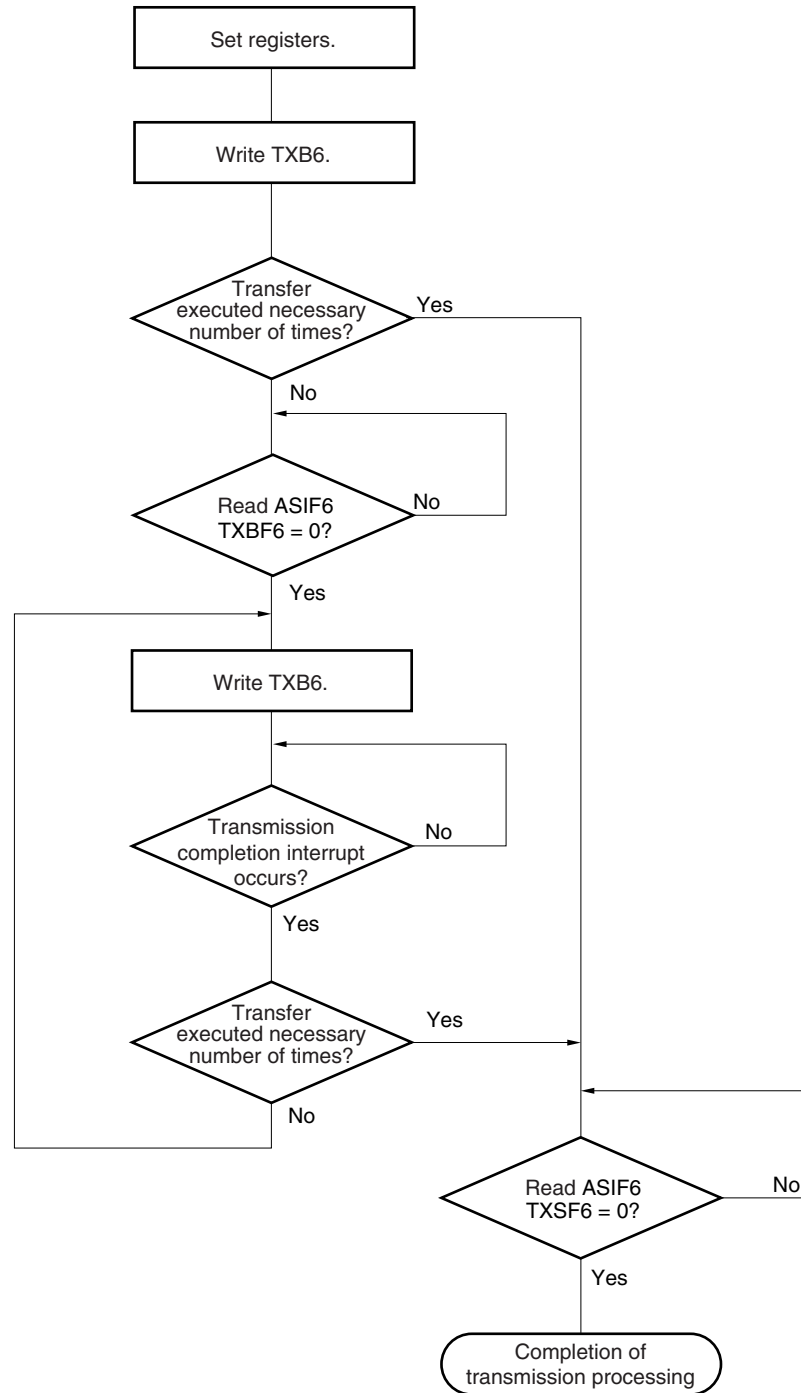 Set registers.
Write TXB6.
Transfer
executed necessary
number of times?
Yes
No
Read ASIF6
TXBF6 = 0?
No
Yes
Write TXB6.
Transmission
completion interrupt
occurs?
No
Yes
Transfer
executed necessary
number of times?
Yes
No
Read ASIF6
TXSF6 = 0?
No
Yes
Completion of
transmission processing